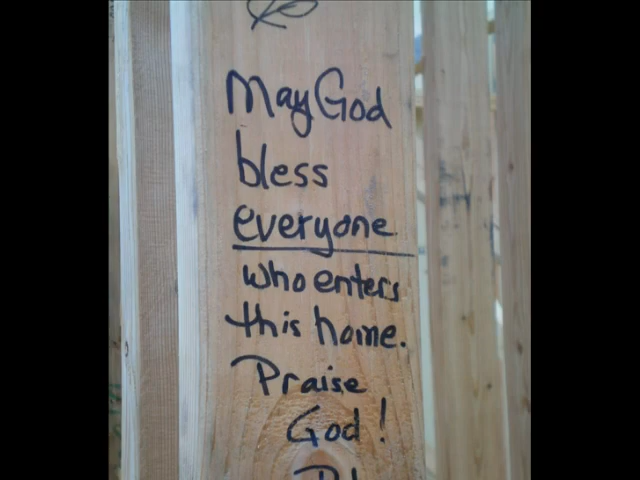 May God
bless
everyone
who enters
this home.
Praise
God!